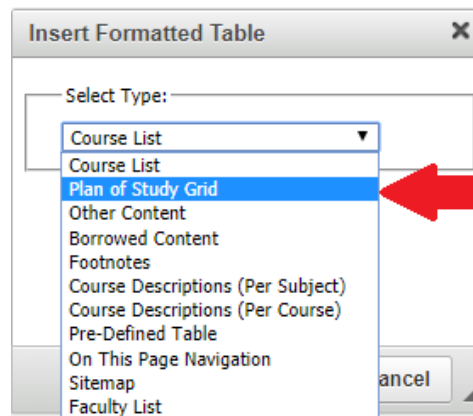 Insert Formatted Table
Select Type:
Course List
Course List
Plan of Study Grid
Other Content
Borrowed Content
Footnotes
Course Descriptions (Per Subject)
Course Descriptions (Per Course)
Pre-Defined Table
On This Page Navigation
Sitemap
ancel
Faculty List